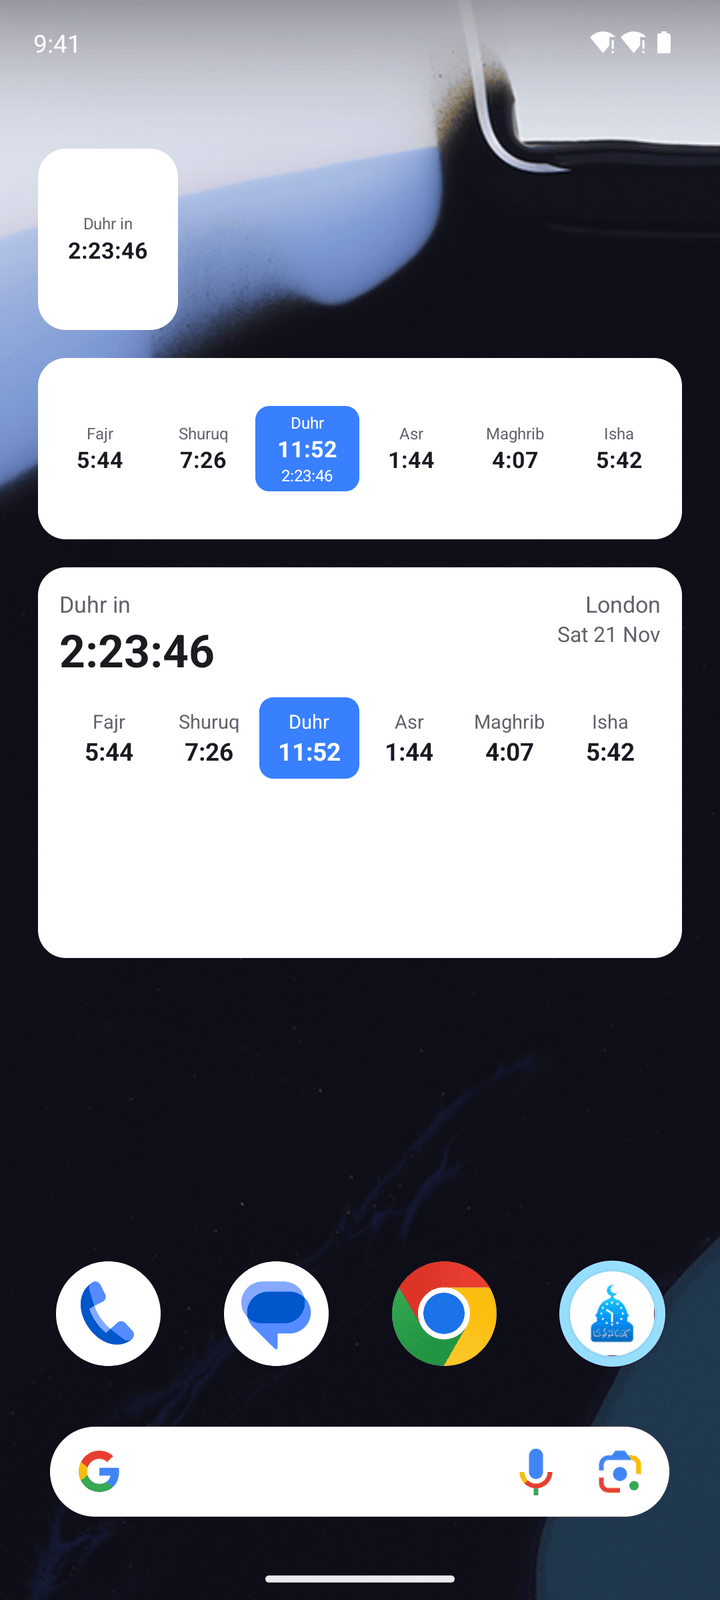 9:41
Duhr in
2:23:46
Fajr
5:44
Shuruq
7:26
Duhr
11:52
2:23:46
Asr
1:44
Maghrib
4:07
Isha
5:42
Duhr in
2:23:46
London
Sat 21 Nov
Fajr
5:44
Shuruq
7:26
Duhr
11:52
Asr
1:44
Maghrib
4:07
Isha
5:42